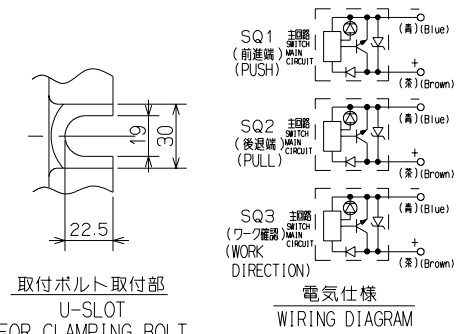 19
30
22.5
取付ボルト取付部
U-SLOT
FOR CLAMPING BOLT
SQ1
(前進端)
(PUSH)
主回路
SWITCH
MAIN
CIRCUIT
−
(青)(Blue)
+
(茶)(Brown)
SQ2
(後退端)
(PULL)
主回路
SWITCH
MAIN
CIRCUIT
−
(青)(Blue)
+
(茶)(Brown)
SQ3
(ワーク確認)
(WORK
DIRECTION)
主回路
SWITCH
MAIN
CIRCUIT
−
(青)(Blue)
+
(茶)(Brown)
電気仕様
WIRING DIAGRAM